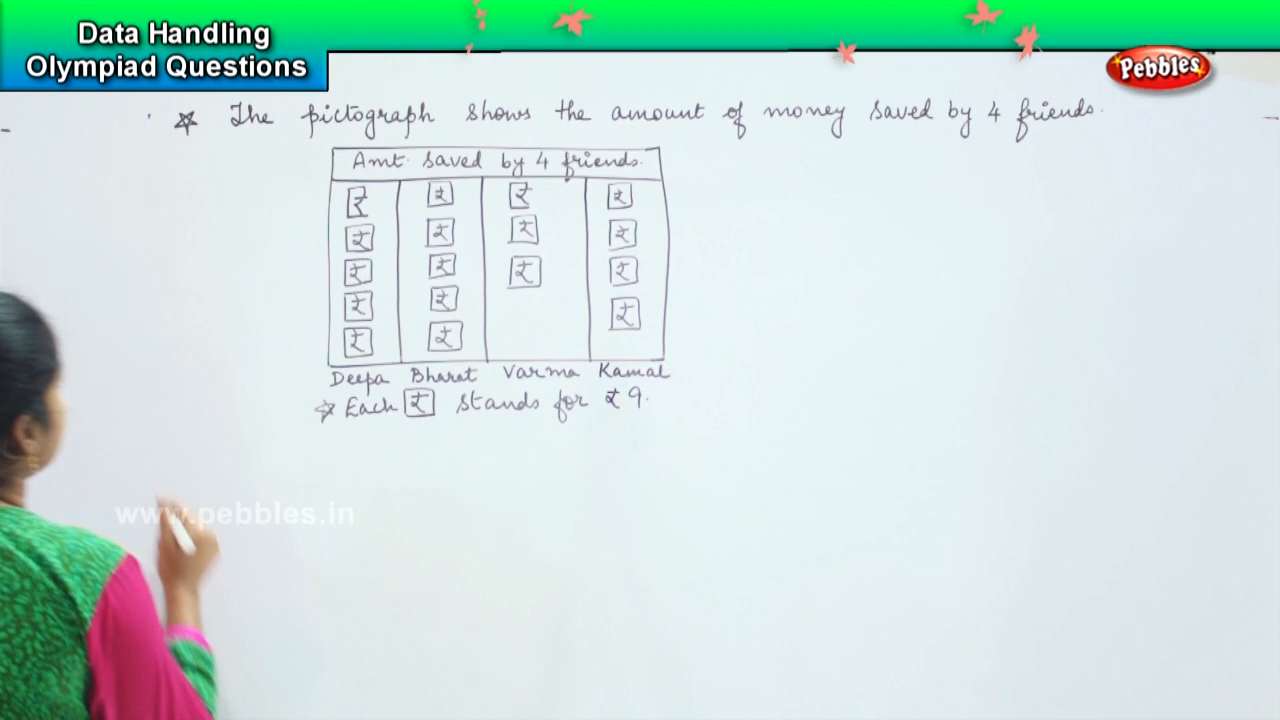 Data Handling
Olympiad Questions
Pebbles
☆ The pictograph shows the amount of money saved by 4 friends.
Amt. saved by 4 friends.
₹ ₹ ₹ ₹
₹ ₹ ₹ ₹
₹ ₹ ₹ ₹
₹ ₹ ₹
₹ ₹
Deepa Bharat Varma Kamal
☆ Each ₹ stands for ₹ 9.
www.pebbles.in